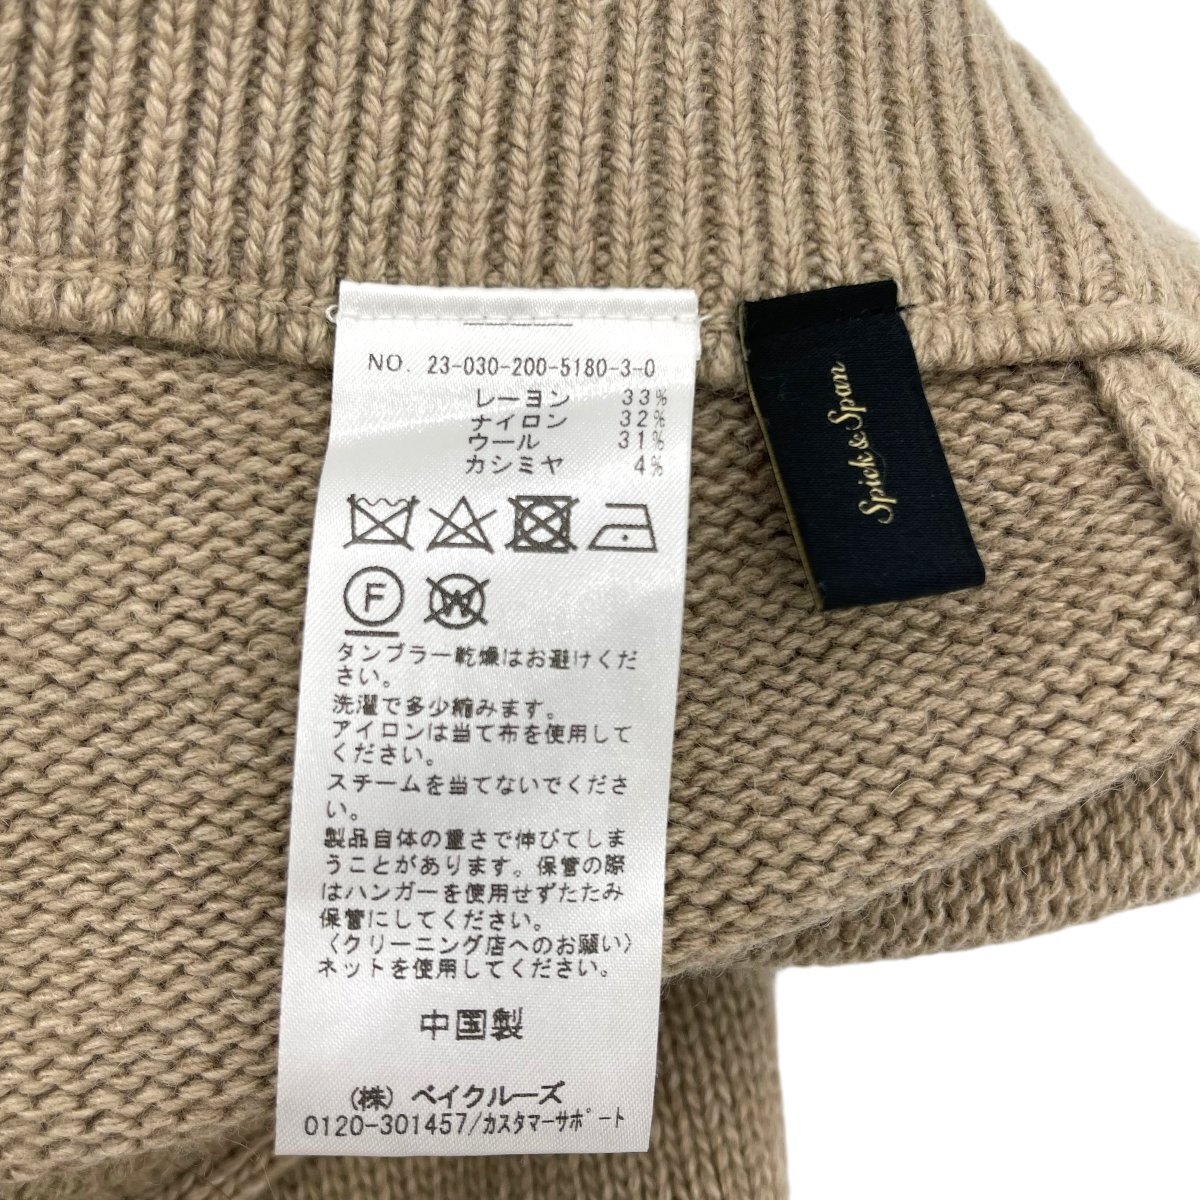 NO. 23-030-200-5180-3-0
レーヨン 33%
ナイロン 32%
ウール 31%
カシミヤ 4%
F
W
タンブラー乾燥はお避けくだ
さい。
洗濯で多少縮みます。
アイロンは当て布を使用して
ください。
スチームを当てないでくださ
い。
製品自体の重さで伸びてしま
うことがあります。保管の際
はハンガーを使用せずたたみ
保管にしてください。
〈クリーニング店へのお願い〉
ネットを使用してください。
中国製
(株) ベイクルーズ
0120-301457/カスタマーサポート
Spick & Span